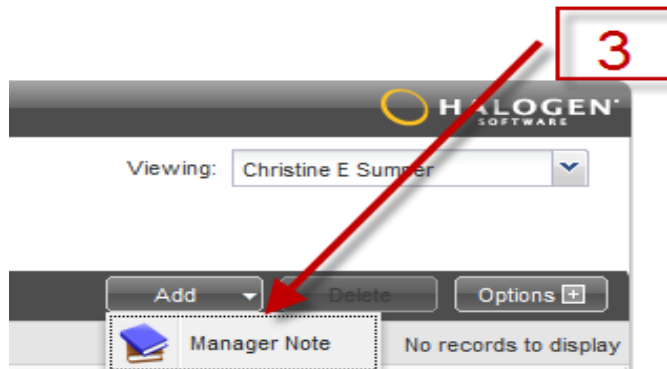 3
HALOGEN
SOFTWARE
Viewing: Christine E Sumner
Add Delete Options
Manager Note No records to display